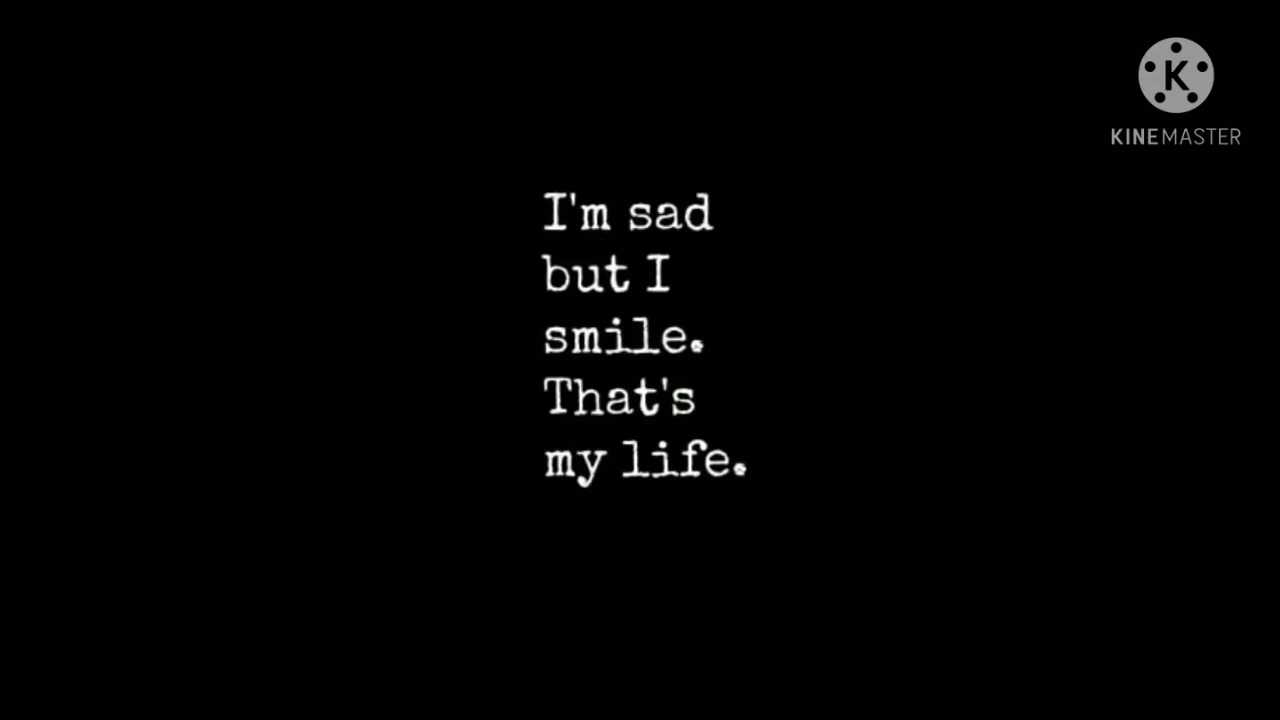 K
KINEMASTER
I'm sad
but I
smile.
That's
my life.